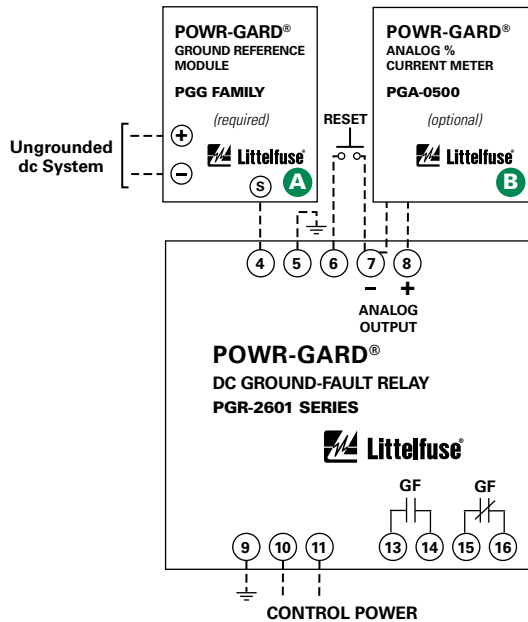 POWR-GARD®
GROUND REFERENCE
MODULE
PGG FAMILY
(required)
Littelfuse®
A
S
+
−
Ungrounded
dc System
RESET
POWR-GARD®
ANALOG %
CURRENT METER
PGA-0500
(optional)
Littelfuse®
B
4
5
6
7
8
− +
ANALOG
OUTPUT
POWR-GARD®
DC GROUND-FAULT RELAY
PGR-2601 SERIES
Littelfuse®
GF
GF
9
10
11
13
14
15
16
CONTROL POWER